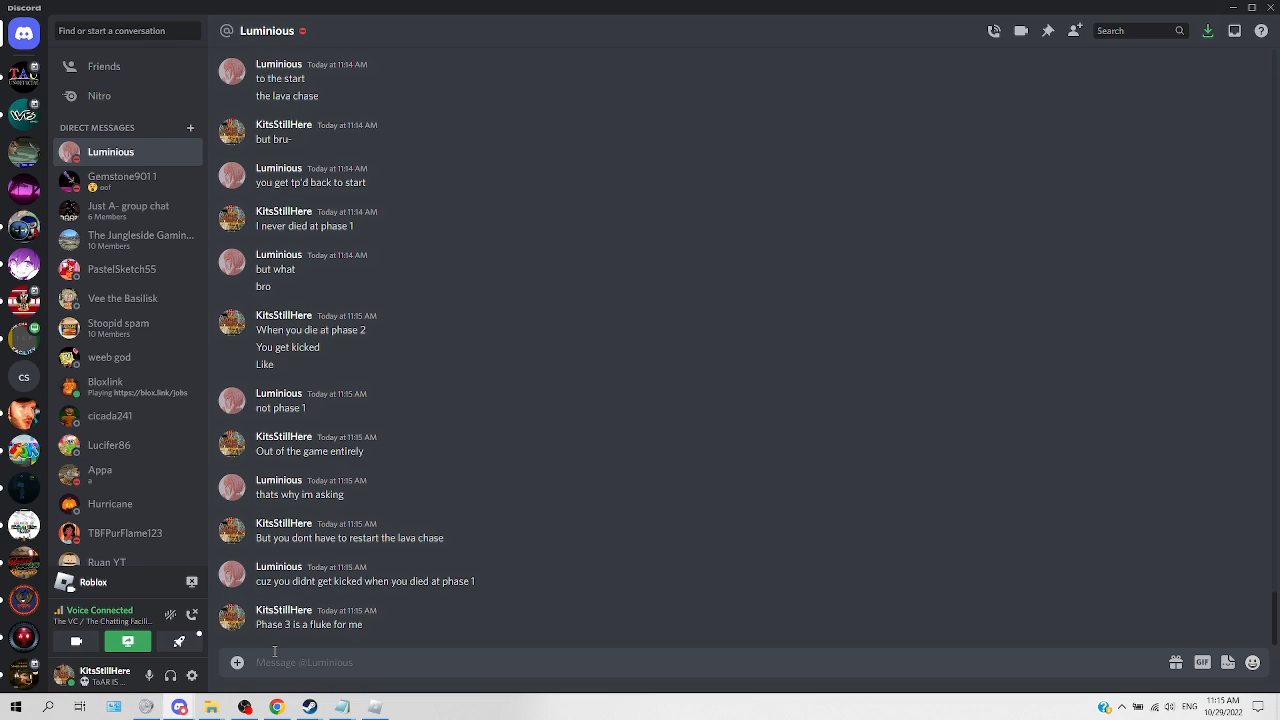 Discord
Find or start a conversation
Friends
Nitro
DIRECT MESSAGES
Luminious
Gemstone9011
oof
Just A- group chat
6 Members
The Jungleside Gamin...
10 Members
PastelSketch55
Vee the Basilisk
Stoopid spam
10 Members
weeb god
Bloxlink
Playing https://blox.link/jobs
cicada241
Lucifer86
Appa
a
Hurricane
TBFPurFlame123
Ruan YT
Roblox
Voice Connected
The VC / The Chatting Facili...
KitsStillHere
CS
@ Luminious
Search
Luminious Today at 11:14 AM
to the start
the lava chase
KitsStillHere Today at 11:14 AM
but bru-
Luminious Today at 11:14 AM
you get tp'd back to start
KitsStillHere Today at 11:14 AM
I never died at phase 1
Luminious Today at 11:14 AM
but what
bro
KitsStillHere Today at 11:15 AM
When you die at phase 2
You get kicked
Like
Luminious Today at 11:15 AM
not phase 1
KitsStillHere Today at 11:15 AM
Out of the game entirely
Luminious Today at 11:15 AM
thats why im asking
KitsStillHere Today at 11:15 AM
But you dont have to restart the lava chase
Luminious Today at 11:15 AM
cuz you didnt get kicked when you died at phase 1
KitsStillHere Today at 11:15 AM
Phase 3 is a fluke for me
Message @Luminious
GIF
ENG
11:15 AM
10/29/2022